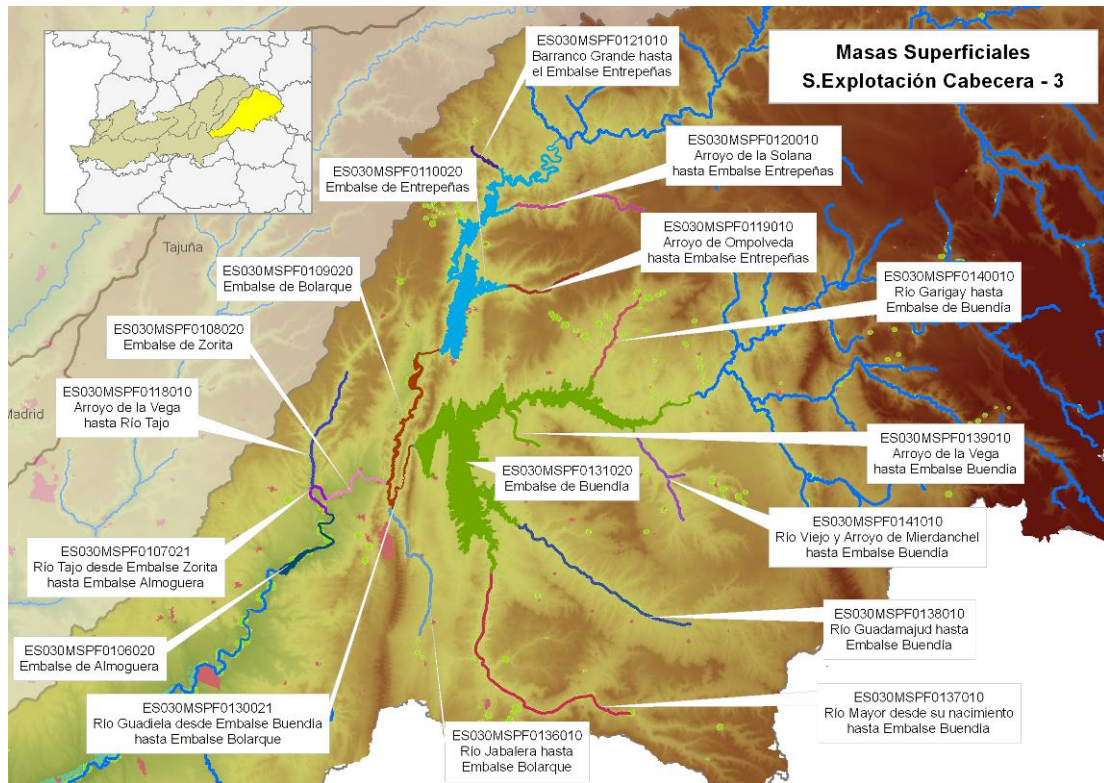 Masas Superficiales
S.Explotación Cabecera - 3
ES030MSPF0121010
Barranco Grande hasta
el Embalse Entrepeñas
ES030MSPF0120010
Arroyo de la Solana
hasta Embalse Entrepeñas
ES030MSPF0110020
Embalse de Entrepeñas
ES030MSPF0119010
Arroyo de Ompolveda
hasta Embalse Entrepeñas
Tajuña
ES030MSPF0109020
Embalse de Bolarque
ES030MSPF0140010
Río Garigay hasta
Embalse de Buendía
ES030MSPF0108020
Embalse de Zorita
ES030MSPF0118010
Arroyo de la Vega
hasta Río Tajo
Madrid
ES030MSPF0139010
Arroyo de la Vega
hasta Embalse Buendía
ES030MSPF0131020
Embalse de Buendía
ES030MSPF0141010
Río Viejo y Arroyo de Mierdanchel
hasta Embalse Buendía
ES030MSPF0107021
Río Tajo desde Embalse Zorita
hasta Embalse Almoguera
ES030MSPF0138010
Río Guadamajud hasta
Embalse Buendía
ES030MSPF0106020
Embalse de Almoguera
ES030MSPF0130021
Río Guadiela desde Embalse Buendía
hasta Embalse Bolarque
ES030MSPF0137010
Río Mayor desde su nacimiento
hasta Embalse Buendía
ES030MSPF0136010
Río Jabalera hasta
Embalse Bolarque